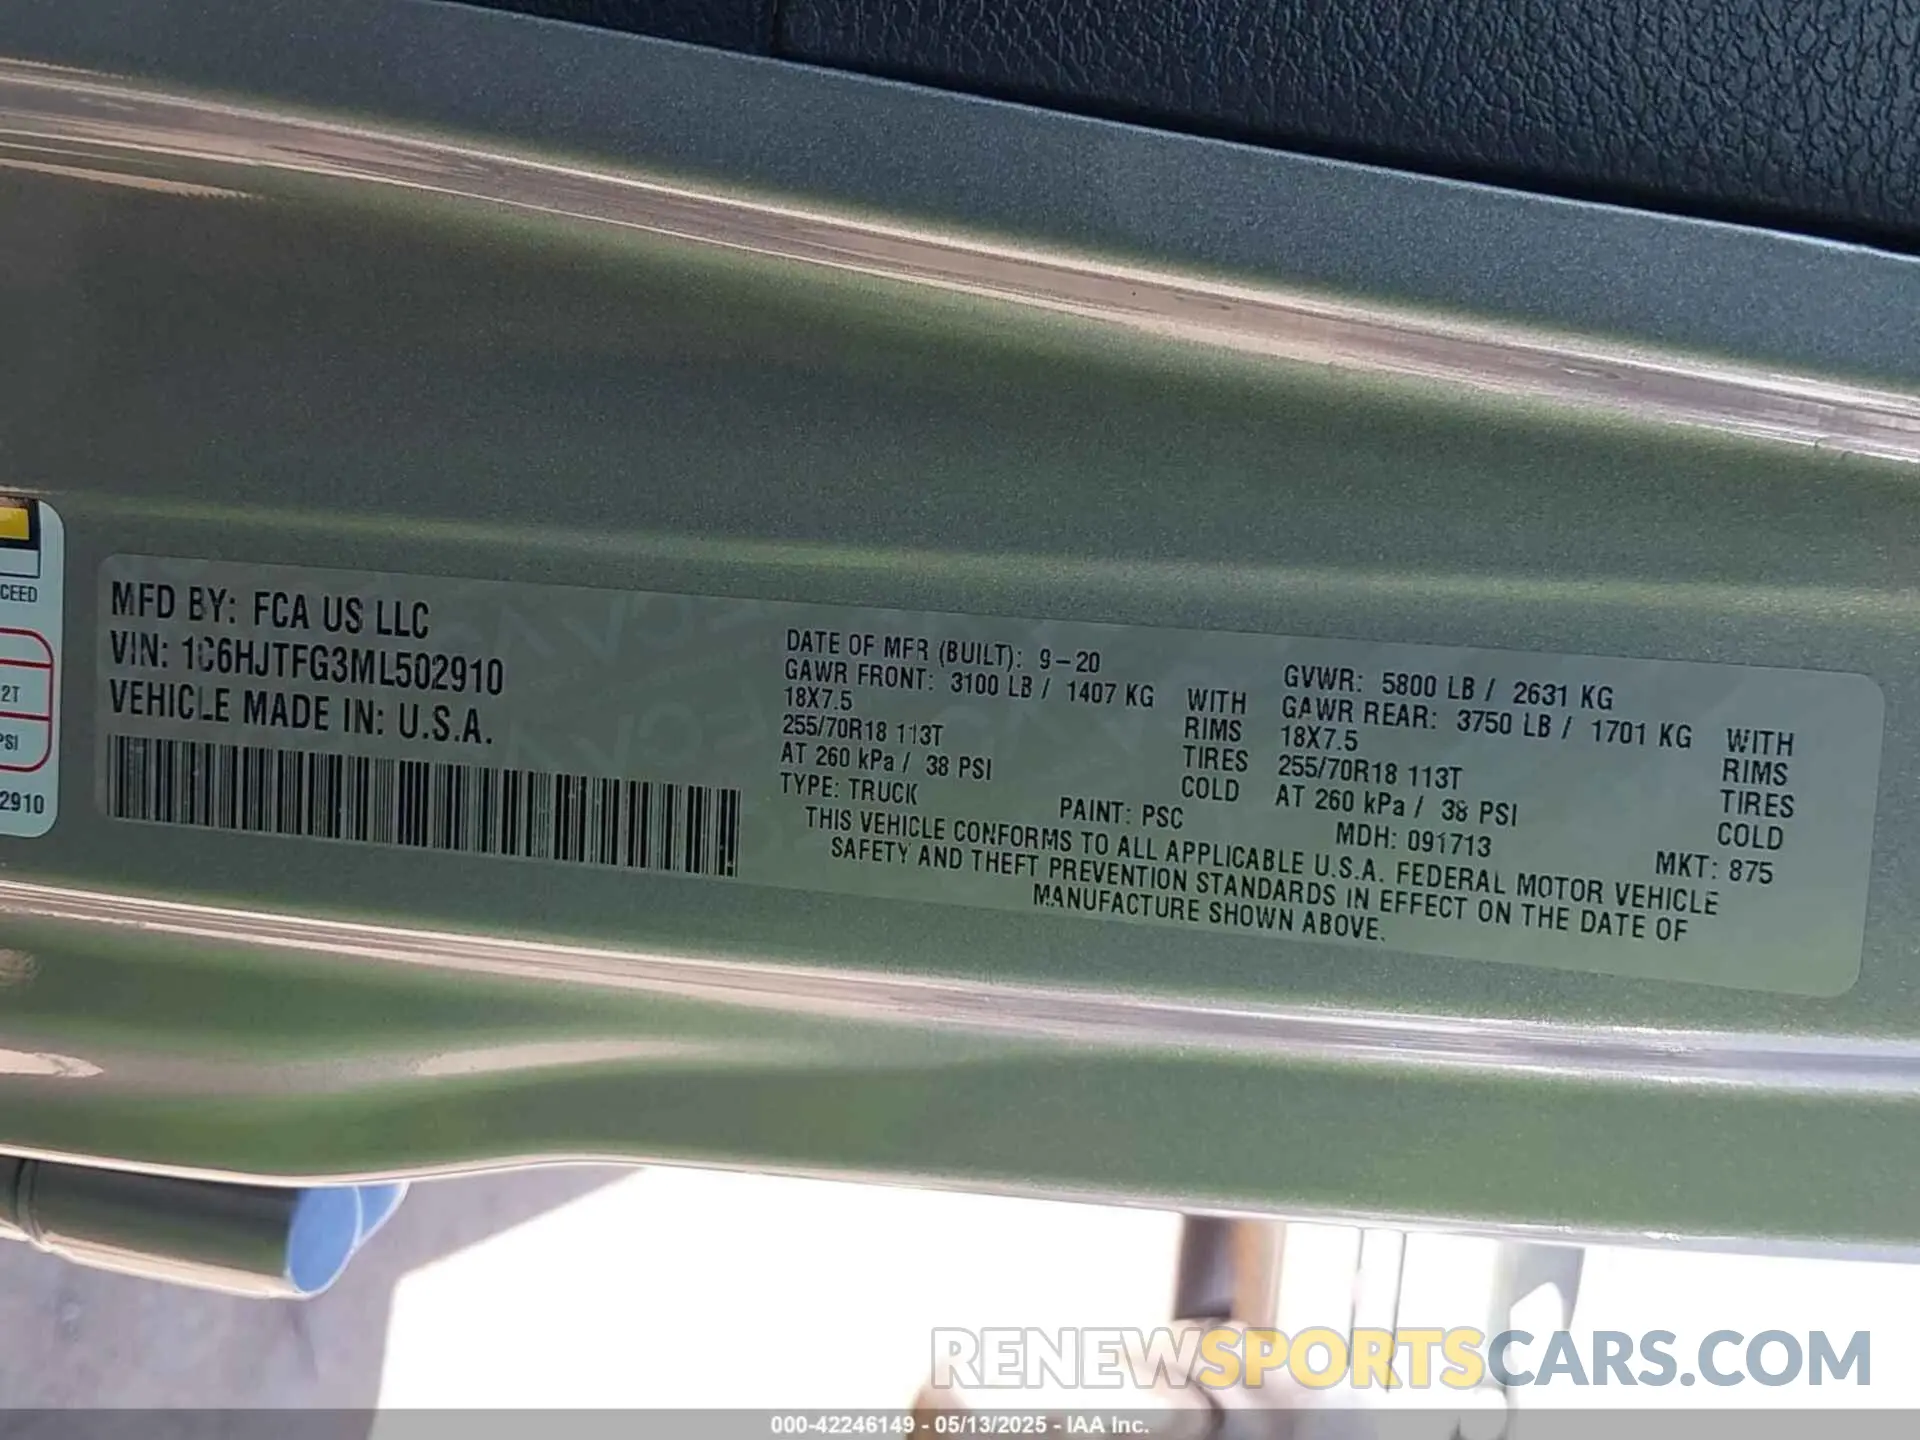 CEED
2T
PSI
2910
MFD BY: FCA US LLC
VIN: 1C6HJTFG3ML502910
VEHICLE MADE IN: U.S.A.
DATE OF MFR (BUILT): 9-20
GAWR FRONT: 3100 LB / 1407 KG WITH
18X7.5 RIMS
255/70R18 113T TIRES
AT 260 kPa / 38 PSI COLD
GVWR: 5800 LB / 2631 KG
GAWR REAR: 3750 LB / 1701 KG WITH
18X7.5 RIMS
255/70R18 113T TIRES
AT 260 kPa / 38 PSI COLD
TYPE: TRUCK PAINT: PSC MDH: 091713 MKT: 875
THIS VEHICLE CONFORMS TO ALL APPLICABLE U.S.A. FEDERAL MOTOR VEHICLE
SAFETY AND THEFT PREVENTION STANDARDS IN EFFECT ON THE DATE OF
MANUFACTURE SHOWN ABOVE.
RENEWSPORTSCARS.COM
000-42246149 - 05/13/2025 - IAA Inc.